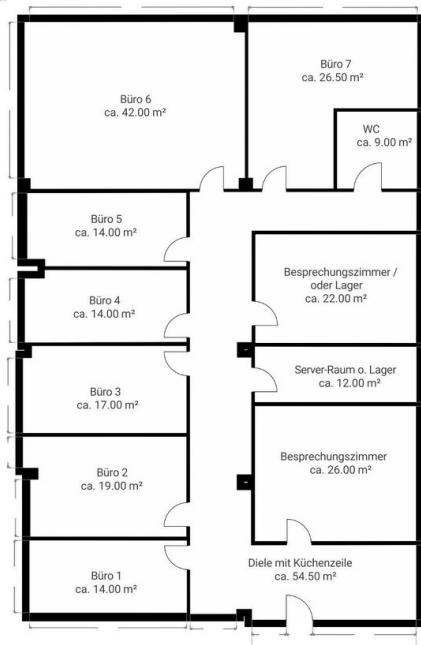 Büro 6
ca. 42.00 m²
Büro 7
ca. 26.50 m²
WC
ca. 9.00 m²
Büro 5
ca. 14.00 m²
Besprechungszimmer /
oder Lager
ca. 22.00 m²
Büro 4
ca. 14.00 m²
Server-Raum o. Lager
ca. 12.00 m²
Büro 3
ca. 17.00 m²
Besprechungszimmer
ca. 26.00 m²
Büro 2
ca. 19.00 m²
Diele mit Küchenzeile
ca. 54.50 m²
Büro 1
ca. 14.00 m²